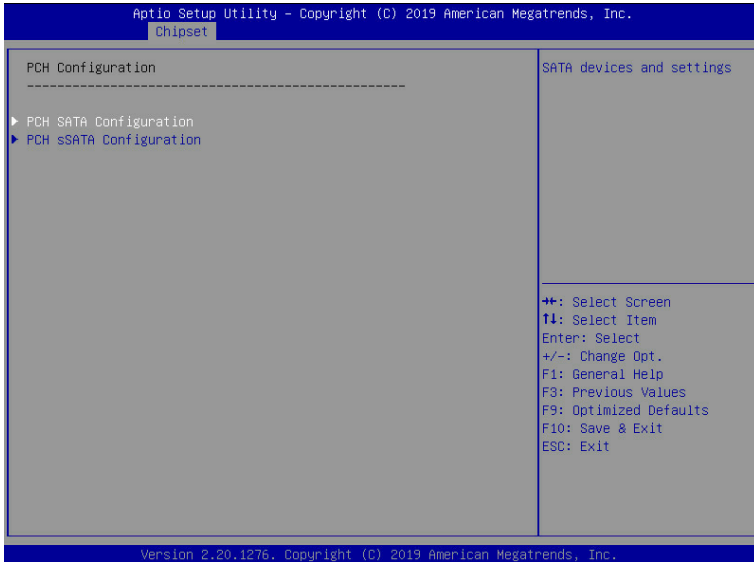 Aptio Setup Utility – Copyright (C) 2019 American Megatrends, Inc.
Chipset
PCH Configuration
--------------------------------------------------
PCH SATA Configuration
PCH sSATA Configuration
SATA devices and settings
→←: Select Screen
↑↓: Select Item
Enter: Select
+/-: Change Opt.
F1: General Help
F3: Previous Values
F9: Optimized Defaults
F10: Save & Exit
ESC: Exit
Version 2.20.1276. Copyright (C) 2019 American Megatrends, Inc.